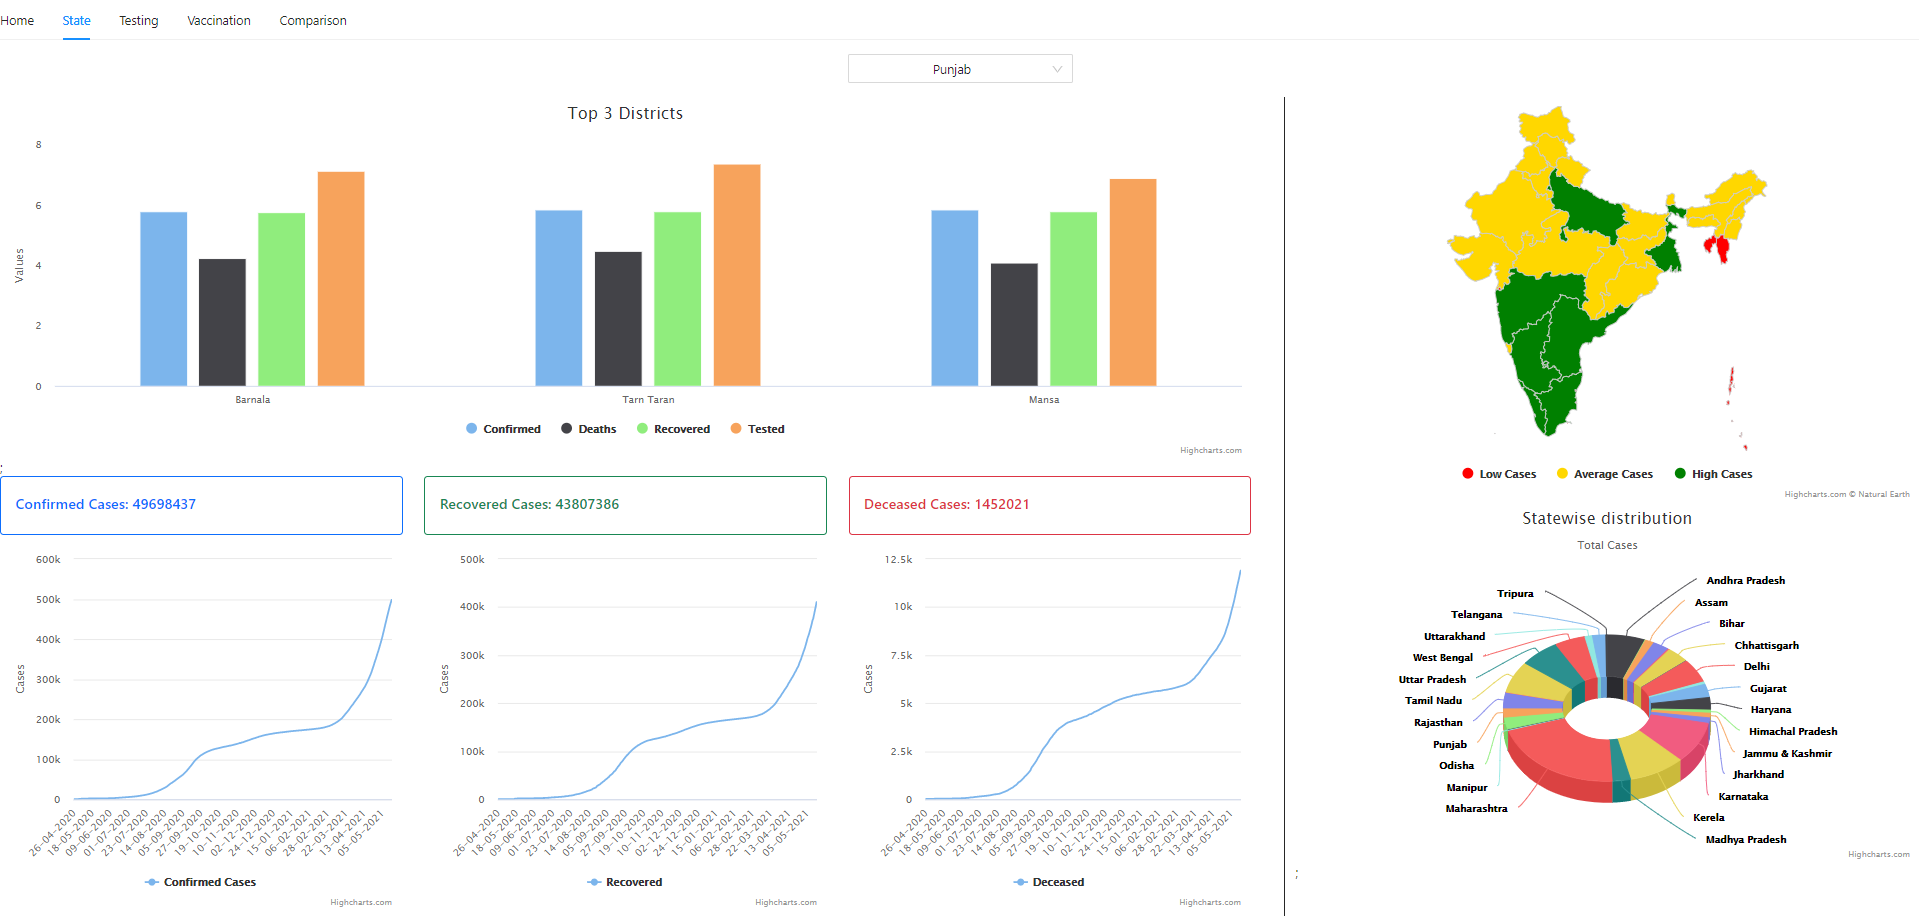 Home State Testing Vaccination Comparison
Punjab
Top 3 Districts
8
6
4
2
0
Values
Barnala Tarn Taran Mansa
Confirmed Deaths Recovered Tested
Highcharts.com
;
Confirmed Cases: 49698437
Recovered Cases: 43807386
Deceased Cases: 1452021
600k
500k
400k
300k
200k
100k
0
Cases
26-04-2020
18-05-2020
09-06-2020
01-07-2020
23-07-2020
14-08-2020
05-09-2020
27-09-2020
19-10-2020
10-11-2020
02-12-2020
24-12-2020
15-01-2021
06-02-2021
28-02-2021
22-03-2021
13-04-2021
05-05-2021
Confirmed Cases
Highcharts.com
500k
400k
300k
200k
100k
0
Cases
26-04-2020
18-05-2020
09-06-2020
01-07-2020
23-07-2020
14-08-2020
05-09-2020
27-09-2020
19-10-2020
10-11-2020
02-12-2020
24-12-2020
15-01-2021
06-02-2021
28-02-2021
22-03-2021
13-04-2021
05-05-2021
Recovered
Highcharts.com
12.5k
10k
7.5k
5k
2.5k
0
Cases
26-04-2020
18-05-2020
09-06-2020
01-07-2020
23-07-2020
14-08-2020
05-09-2020
27-09-2020
19-10-2020
10-11-2020
02-12-2020
24-12-2020
15-01-2021
06-02-2021
28-02-2021
22-03-2021
13-04-2021
05-05-2021
Deceased
Highcharts.com
Low Cases Average Cases High Cases
Highcharts.com © Natural Earth
Statewise distribution
Total Cases
Andhra Pradesh
Assam
Bihar
Chhattisgarh
Delhi
Gujarat
Haryana
Himachal Pradesh
Jammu & Kashmir
Jharkhand
Karnataka
Kerela
Madhya Pradesh
Maharashtra
Manipur
Odisha
Punjab
Rajasthan
Tamil Nadu
Uttar Pradesh
West Bengal
Uttarakhand
Telangana
Tripura
Highcharts.com
;